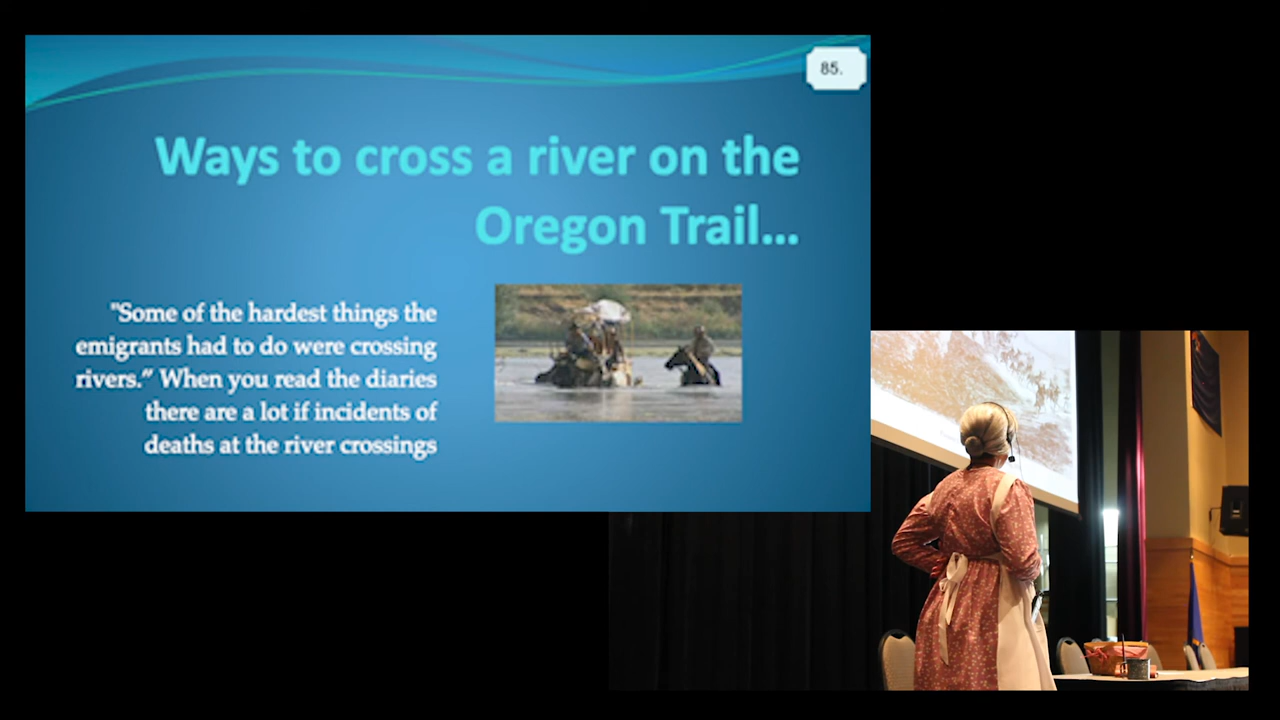 85.
Ways to cross a river on the
Oregon Trail...
"Some of the hardest things the
emigrants had to do were crossing
rivers.” When you read the diaries
there are a lot if incidents of
deaths at the river crossings